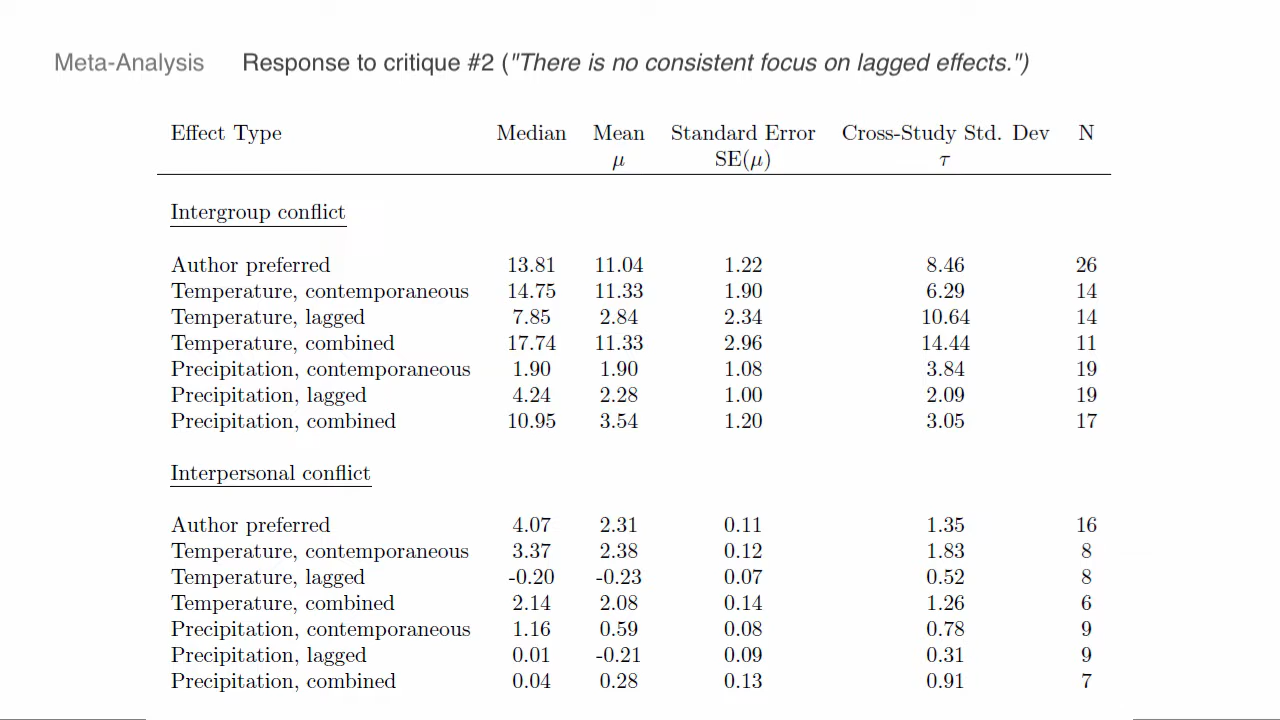 Meta-Analysis Response to critique #2 ("There is no consistent focus on lagged effects.")
Effect Type Median Mean Standard Error Cross-Study Std. Dev N
μ SE(μ) τ
Intergroup conflict
Author preferred 13.81 11.04 1.22 8.46 26
Temperature, contemporaneous 14.75 11.33 1.90 6.29 14
Temperature, lagged 7.85 2.84 2.34 10.64 14
Temperature, combined 17.74 11.33 2.96 14.44 11
Precipitation, contemporaneous 1.90 1.90 1.08 3.84 19
Precipitation, lagged 4.24 2.28 1.00 2.09 19
Precipitation, combined 10.95 3.54 1.20 3.05 17
Interpersonal conflict
Author preferred 4.07 2.31 0.11 1.35 16
Temperature, contemporaneous 3.37 2.38 0.12 1.83 8
Temperature, lagged -0.20 -0.23 0.07 0.52 8
Temperature, combined 2.14 2.08 0.14 1.26 6
Precipitation, contemporaneous 1.16 0.59 0.08 0.78 9
Precipitation, lagged 0.01 -0.21 0.09 0.31 9
Precipitation, combined 0.04 0.28 0.13 0.91 7